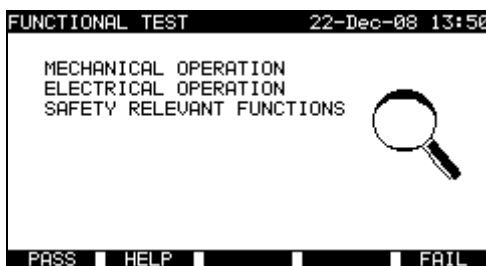 FUNCTIONAL TEST 22-Dec-08 13:50
MECHANICAL OPERATION
ELECTRICAL OPERATION
SAFETY RELEVANT FUNCTIONS
PASS HELP FAIL